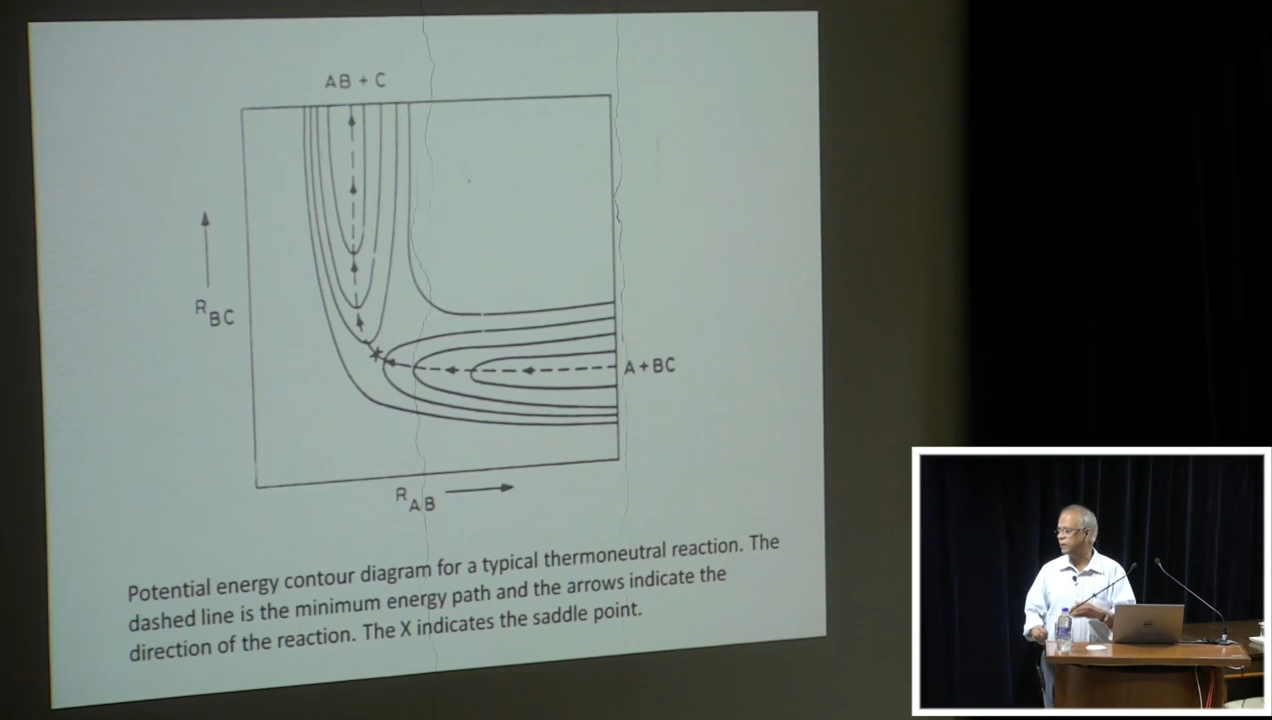 AB + C
R BC
A + BC
R AB
Potential energy contour diagram for a typical thermoneutral reaction. The
dashed line is the minimum energy path and the arrows indicate the
direction of the reaction. The X indicates the saddle point.